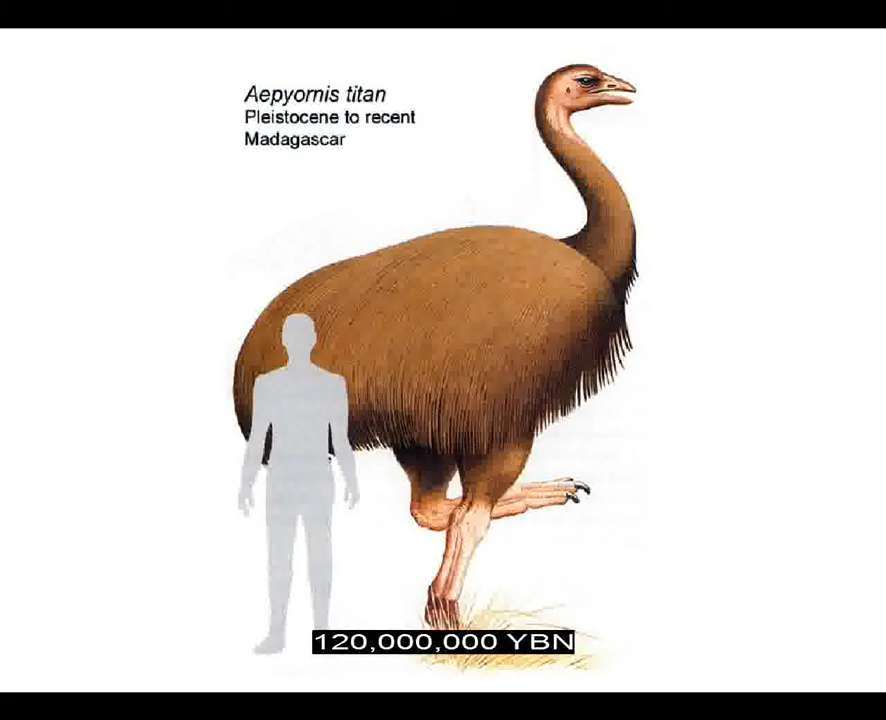 Aepyornis titan
Pleistocene to recent
Madagascar
120,000,000 YBN